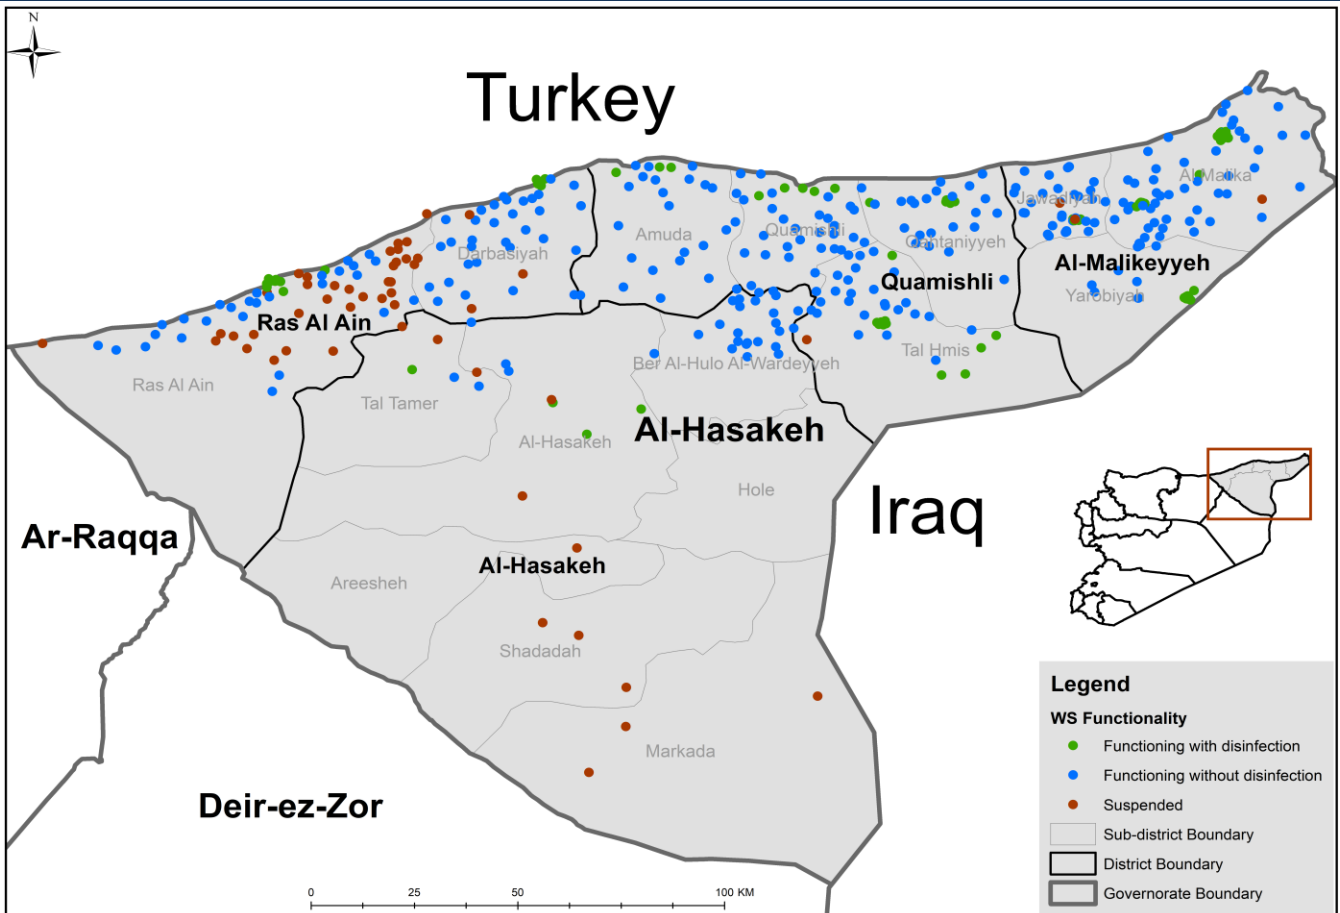 N
Turkey
Al-Malika
Jawadiyah
Amuda
Quamishli
Qahtaniyyeh
Darbasiyah
Al-Malikeyyeh
Quamishli
Yarobiyah
Ras Al Ain
Tal Hmis
Ber Al-Hulo Al-Wardeyyeh
Ras Al Ain
Tal Tamer
Al-Hasakeh
Al-Hasakeh
Hole
Iraq
Ar-Raqqa
Al-Hasakeh
Areesheh
Shadadah
Legend
WS Functionality
Functioning with disinfection
Markada
Functioning without disinfection
Deir-ez-Zor
Suspended
Sub-district Boundary
District Boundary
Governorate Boundary
0 25 50 100 KM